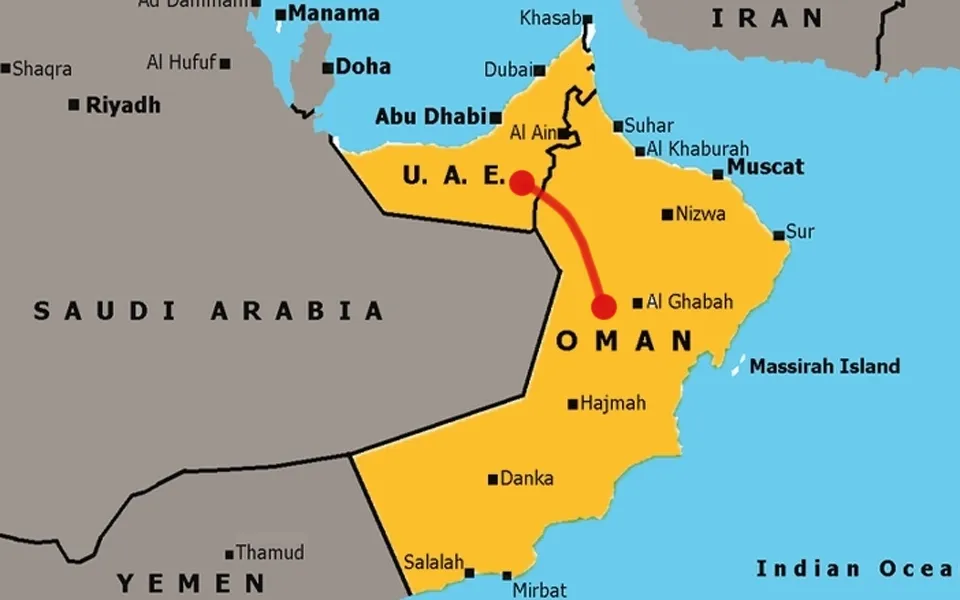 Ad Dammam
Manama
Khasab
IRAN
Shaqra
Al Hufuf
Doha
Dubai
Riyadh
Abu Dhabi
Al Ain
Suhar
Al Khaburah
Muscat
U. A. E.
Nizwa
Sur
SAUDI ARABIA
Al Ghabah
OMAN
Massirah Island
Hajmah
Danka
Thamud
Salalah
Mirbat
YEMEN
Indian Ocea